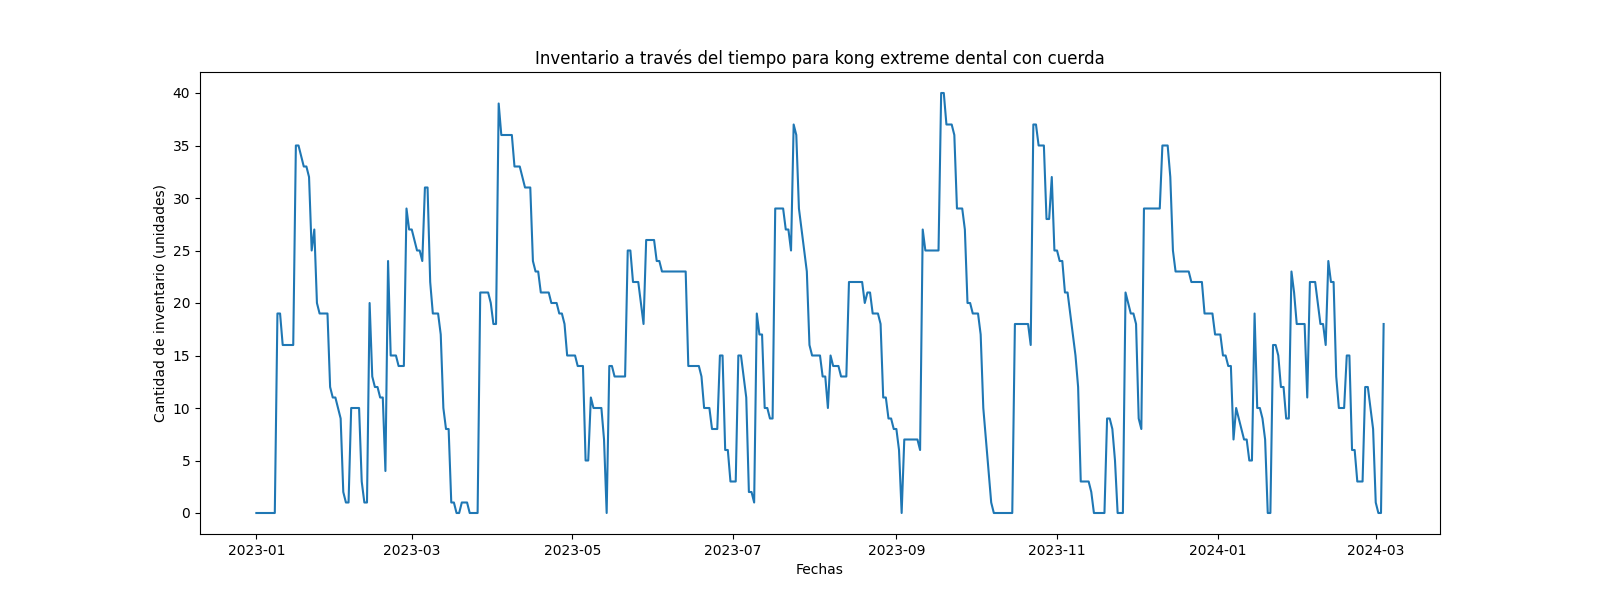 Inventario a través del tiempo para kong extreme dental con cuerda
Cantidad de inventario (unidades)
40
35
30
25
20
15
10
5
0
2023-01 2023-03 2023-05 2023-07 2023-09 2023-11 2024-01 2024-03
Fechas